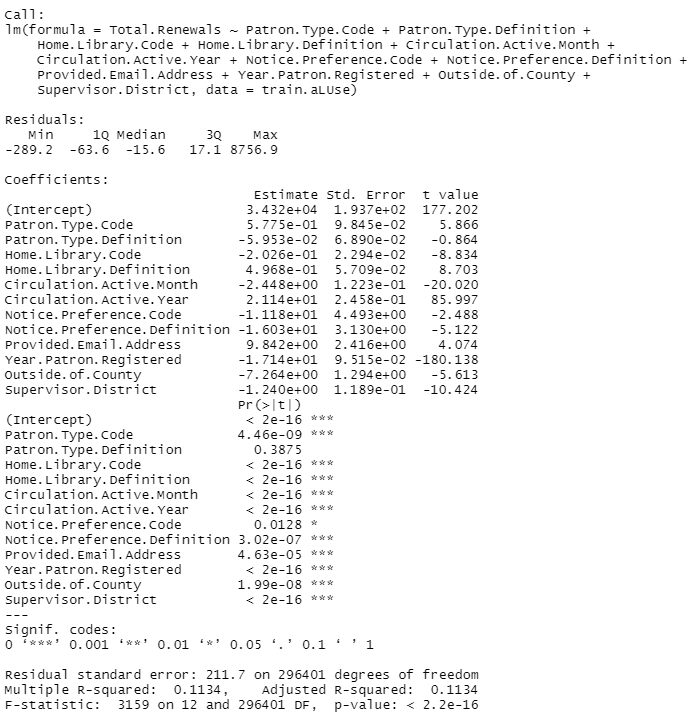 Call:
lm(formula = Total.Renewals ~ Patron.Type.Code + Patron.Type.Definition +
    Home.Library.Code + Home.Library.Definition + Circulation.Active.Month +
    Circulation.Active.Year + Notice.Preference.Code + Notice.Preference.Definition +
    Provided.Email.Address + Year.Patron.Registered + Outside.of.County +
    Supervisor.District, data = train.aLUse)
Residuals:
   Min     1Q Median     3Q    Max
-289.2  -63.6  -15.6   17.1 8756.9
Coefficients:
                               Estimate Std. Error  t value
(Intercept)                   3.432e+04  1.937e+02  177.202
Patron.Type.Code              5.775e-01  9.845e-02    5.866
Patron.Type.Definition       -5.953e-02  6.890e-02   -0.864
Home.Library.Code            -2.026e-01  2.294e-02   -8.834
Home.Library.Definition       4.968e-01  5.709e-02    8.703
Circulation.Active.Month     -2.448e+00  1.223e-01  -20.020
Circulation.Active.Year       2.114e+01  2.458e-01   85.997
Notice.Preference.Code       -1.118e+01  4.493e+00   -2.488
Notice.Preference.Definition -1.603e+01  3.130e+00   -5.122
Provided.Email.Address        9.842e+00  2.416e+00    4.074
Year.Patron.Registered       -1.714e+01  9.515e-02 -180.138
Outside.of.County            -7.264e+00  1.294e+00   -5.613
Supervisor.District          -1.240e+00  1.189e-01  -10.424
                             Pr(>|t|)
(Intercept)                   < 2e-16 ***
Patron.Type.Code             4.46e-09 ***
Patron.Type.Definition         0.3875
Home.Library.Code             < 2e-16 ***
Home.Library.Definition       < 2e-16 ***
Circulation.Active.Month      < 2e-16 ***
Circulation.Active.Year       < 2e-16 ***
Notice.Preference.Code         0.0128 *
Notice.Preference.Definition 3.02e-07 ***
Provided.Email.Address       4.63e-05 ***
Year.Patron.Registered        < 2e-16 ***
Outside.of.County            1.99e-08 ***
Supervisor.District           < 2e-16 ***
---
Signif. codes:
0 ‘***’ 0.001 ‘**’ 0.01 ‘*’ 0.05 ‘.’ 0.1 ‘ ’ 1
Residual standard error: 211.7 on 296401 degrees of freedom
Multiple R-squared:  0.1134,    Adjusted R-squared:  0.1134
F-statistic:  3159 on 12 and 296401 DF,  p-value: < 2.2e-16